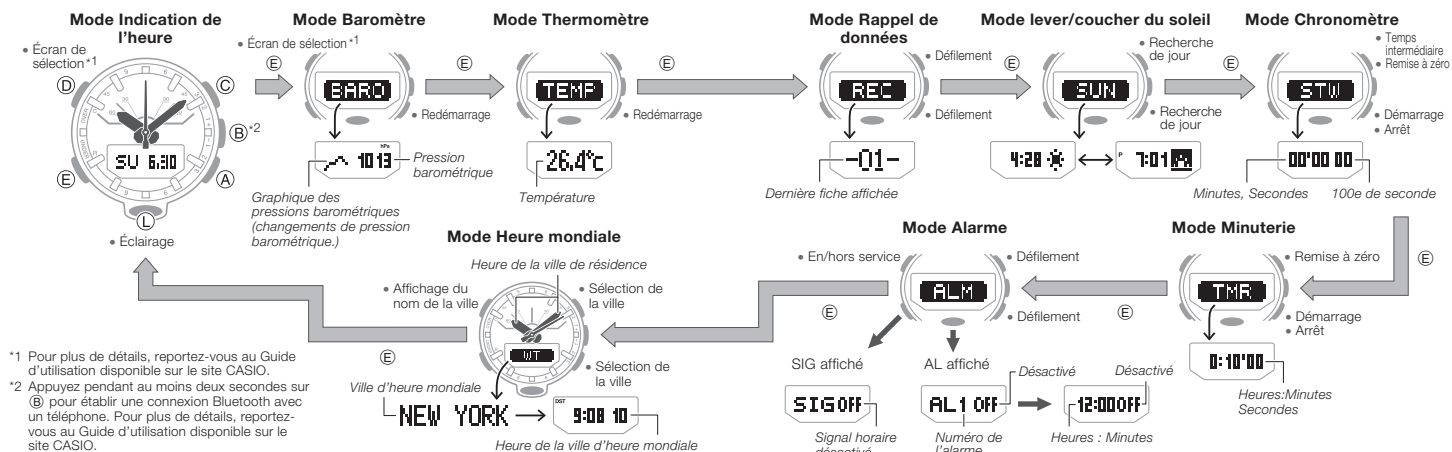 Mode Indication de
l'heure
• Écran de
sélection*1
D
C
B*2
A
E
L
SU 6:30
• Éclairage
E
Mode Baromètre
• Écran de sélection*1
BARO
hPa
1013
Pression
barométrique
Graphique des
pressions barométriques
(changements de pression
barométrique.)
E
• Redémarrage
Mode Thermomètre
TEMP
26.4°c
Température
E
• Redémarrage
Mode Rappel de
données
REC
• Défilement
• Défilement
-01-
Dernière fiche affichée
E
Mode lever/coucher du soleil
SUN
• Recherche
de jour
• Recherche
de jour
4:28
P 7:01
E
Mode Chronomètre
• Temps
intermédiaire
• Remise à zéro
STW
• Démarrage
• Arrêt
00'00 00
Minutes, Secondes
100e de seconde
E
Mode Minuterie
• Remise à zéro
TMR
• Démarrage
• Arrêt
0:10'00
Heures:Minutes
Secondes
E
Mode Alarme
• En/hors service
• Défilement
ALM
• Défilement
SIG affiché
AL affiché
SIGOFF
Signal horaire
désactivé
Désactivé
AL1 OFF
Numéro de
l'alarme
Désactivé
12:00OFF
Heures : Minutes
E
Mode Heure mondiale
Heure de la ville de résidence
• Affichage du
nom de la ville
• Sélection de
la ville
WT
• Sélection de
la ville
Ville d'heure mondiale
NEW YORK
DST
9:08 10
Heure de la ville d'heure mondiale
E
*1 Pour plus de détails, reportez-vous au Guide
d'utilisation disponible sur le site CASIO.
*2 Appuyez pendant au moins deux secondes sur
B pour établir une connexion Bluetooth avec
un téléphone. Pour plus de détails, reportez-
vous au Guide d'utilisation disponible sur le
site CASIO.